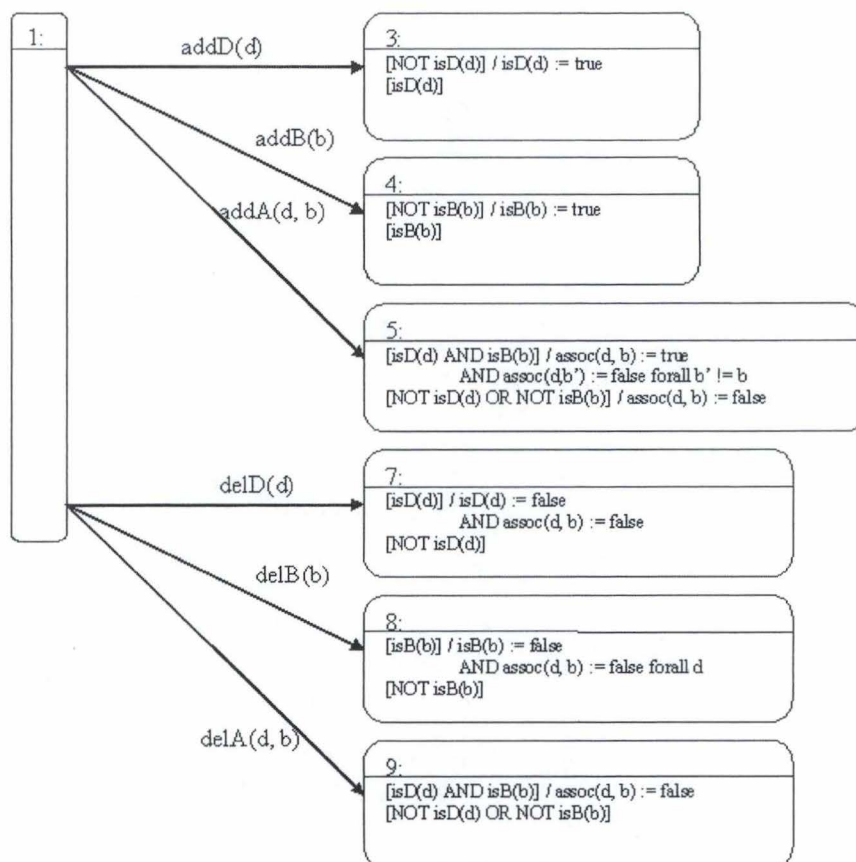 1:
addD(d)
3:
[NOT isD(d)] / isD(d) := true
[isD(d)]
addB(b)
4:
[NOT isB(b)] / isB(b) := true
[isB(b)]
addA(d, b)
5:
[isD(d) AND isB(b)] / assoc(d, b) := true
AND assoc(d,b') := false forall b' != b
[NOT isD(d) OR NOT isB(b)] / assoc(d, b) := false
delD(d)
7:
[isD(d)] / isD(d) := false
AND assoc(d, b) := false
[NOT isD(d)]
delB(b)
8:
[isB(b)] / isB(b) := false
AND assoc(d, b) := false forall d
[NOT isB(b)]
delA(d, b)
9:
[isD(d) AND isB(b)] / assoc(d, b) := false
[NOT isD(d) OR NOT isB(b)]